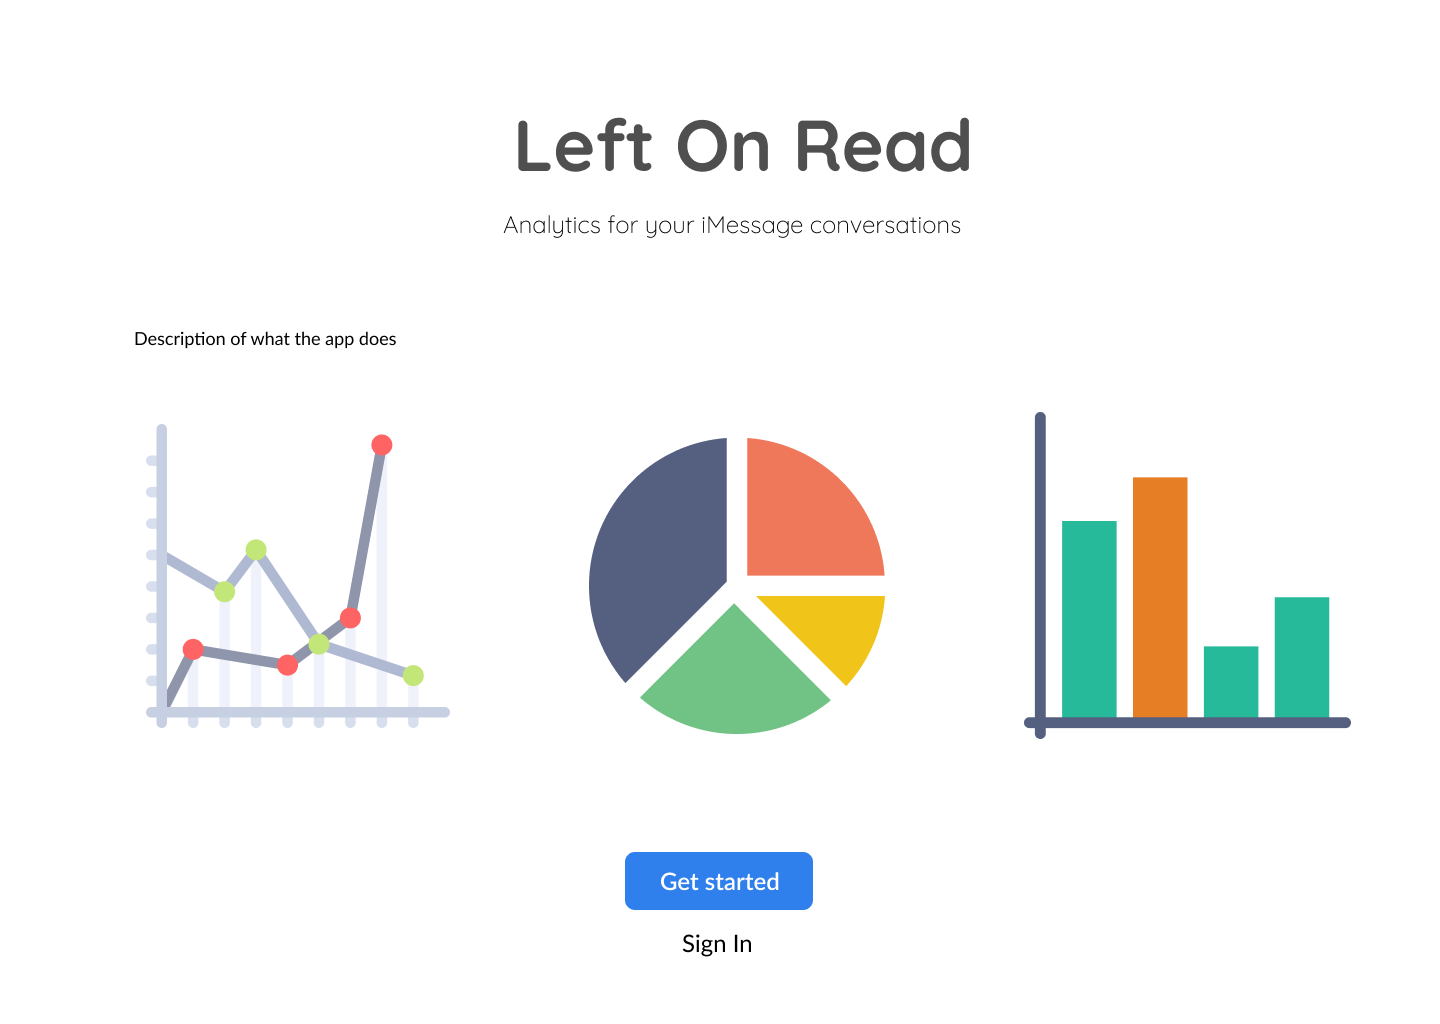 Left On Read
Analytics for your iMessage conversations
Description of what the app does
Get started
Sign In